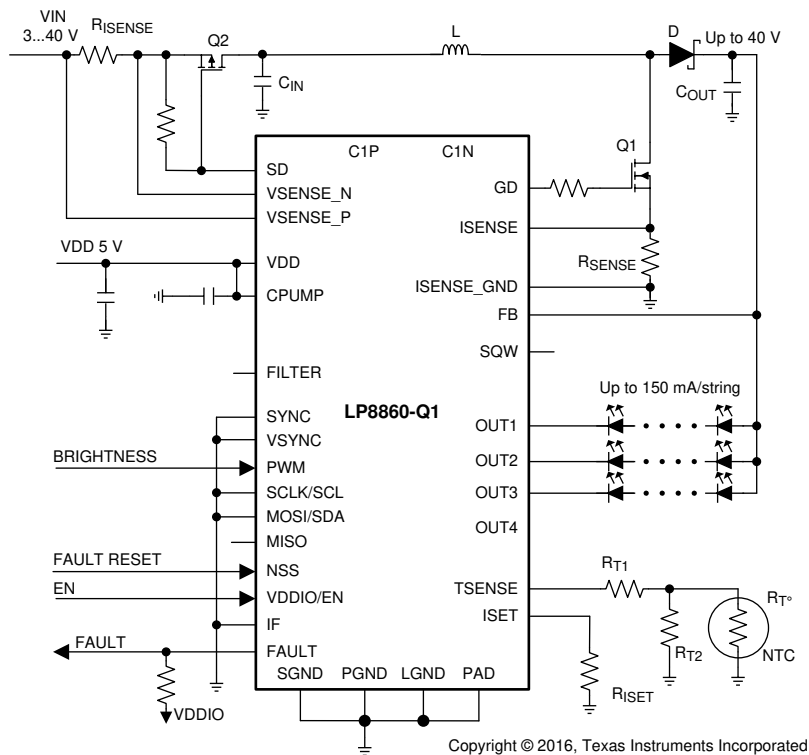 VIN
3...40 V
RISENSE
Q2
L
D
Up to 40 V
CIN
COUT
C1P
C1N
Q1
SD
GD
VSENSE_N
VSENSE_P
ISENSE
RSENSE
VDD 5 V
VDD
ISENSE_GND
CPUMP
FB
SQW
FILTER
LP8860-Q1
Up to 150 mA/string
SYNC
OUT1
VSYNC
BRIGHTNESS
PWM
OUT2
SCLK/SCL
OUT3
MOSI/SDA
OUT4
MISO
FAULT RESET
NSS
TSENSE
RT1
RT°
EN
VDDIO/EN
ISET
IF
RT2
NTC
FAULT
FAULT
SGND
PGND
LGND
PAD
RISET
VDDIO
Copyright © 2016, Texas Instruments Incorporated